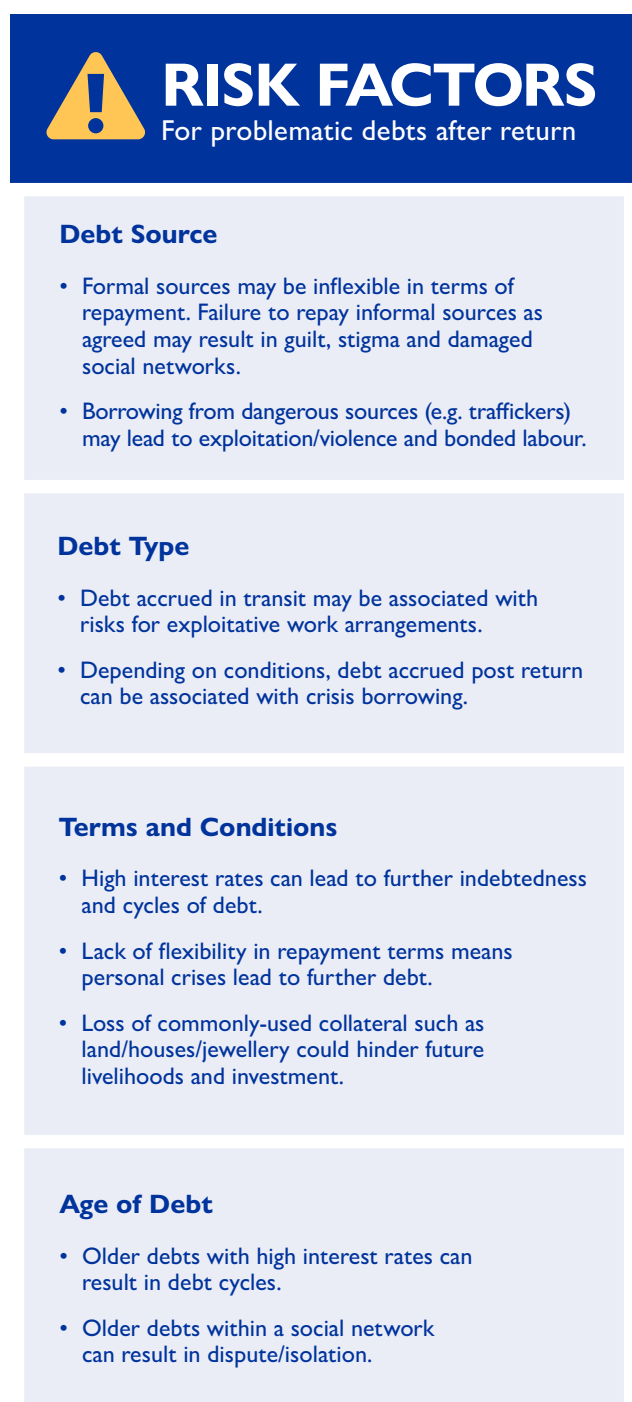 RISK FACTORS
For problematic debts after return
Debt Source
• Formal sources may be inflexible in terms of
repayment. Failure to repay informal sources as
agreed may result in guilt, stigma and damaged
social networks.
• Borrowing from dangerous sources (e.g. traffickers)
may lead to exploitation/violence and bonded labour.
Debt Type
• Debt accrued in transit may be associated with
risks for exploitative work arrangements.
• Depending on conditions, debt accrued post return
can be associated with crisis borrowing.
Terms and Conditions
• High interest rates can lead to further indebtedness
and cycles of debt.
• Lack of flexibility in repayment terms means
personal crises lead to further debt.
• Loss of commonly-used collateral such as
land/houses/jewellery could hinder future
livelihoods and investment.
Age of Debt
• Older debts with high interest rates can
result in debt cycles.
• Older debts within a social network
can result in dispute/isolation.